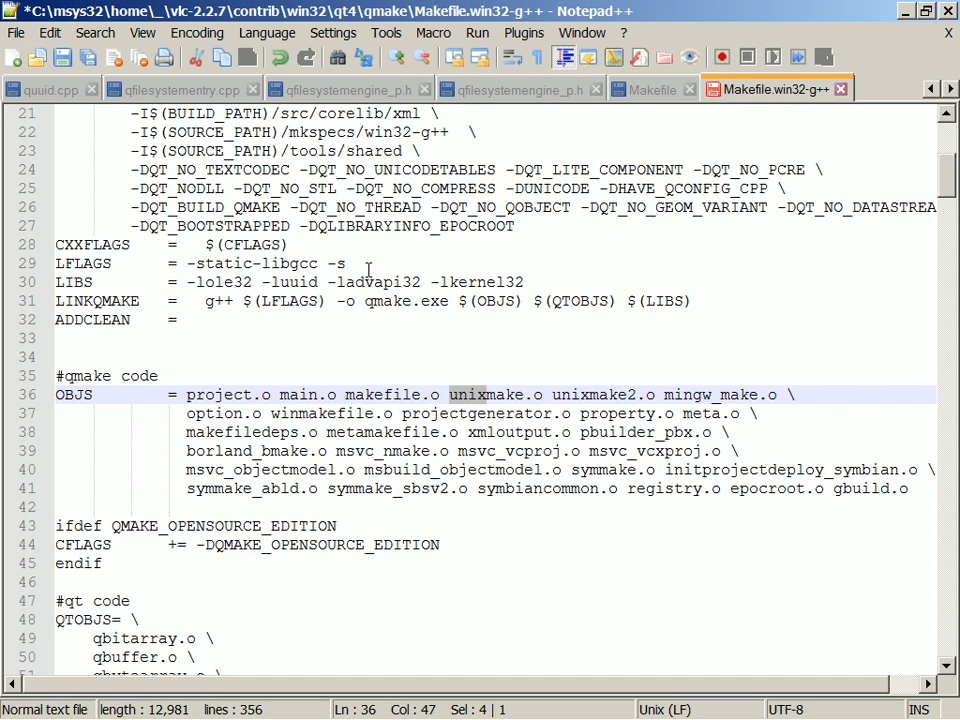 *C:\msys32\home\_\vlc-2.2.7\contrib\win32\qt4\qmake\Makefile.win32-g++ - Notepad++
File Edit Search View Encoding Language Settings Tools Macro Run Plugins Window ? X
quuid.cpp qfilesystementry.cpp qfilesystemengine_p.h qfilesystemengine_p.h Makefile Makefile.win32-g++
21 -I$(BUILD_PATH)/src/corelib/xml \
22 -I$(SOURCE_PATH)/mkspecs/win32-g++ \
23 -I$(SOURCE_PATH)/tools/shared \
24 -DQT_NO_TEXTCODEC -DQT_NO_UNICODETABLES -DQT_LITE_COMPONENT -DQT_NO_PCRE \
25 -DQT_NODLL -DQT_NO_STL -DQT_NO_COMPRESS -DUNICODE -DHAVE_QCONFIG_CPP \
26 -DQT_BUILD_QMAKE -DQT_NO_THREAD -DQT_NO_QOBJECT -DQT_NO_GEOM_VARIANT -DQT_NO_DATASTREA
27 -DQT_BOOTSTRAPPED -DQLIBRARYINFO_EPOCROOT
28 CXXFLAGS = $(CFLAGS)
29 LFLAGS = -static-libgcc -s
30 LIBS = -lole32 -luuid -ladvapi32 -lkernel32
31 LINKQMAKE = g++ $(LFLAGS) -o qmake.exe $(OBJS) $(QTOBJS) $(LIBS)
32 ADDCLEAN =
33
34
35 #qmake code
36 OBJS = project.o main.o makefile.o unixmake.o unixmake2.o mingw_make.o \
37 option.o winmakefile.o projectgenerator.o property.o meta.o \
38 makefiledeps.o metamakefile.o xmloutput.o pbuilder_pbx.o \
39 borland_bmake.o msvc_nmake.o msvc_vcproj.o msvc_vcxproj.o \
40 msvc_objectmodel.o msbuild_objectmodel.o symmake.o initprojectdeploy_symbian.o \
41 symmake_abld.o symmake_sbsv2.o symbiancommon.o registry.o epocroot.o gbuild.o
42
43 ifdef QMAKE_OPENSOURCE_EDITION
44 CFLAGS += -DQMAKE_OPENSOURCE_EDITION
45 endif
46
47 #qt code
48 QTOBJS= \
49 qbitarray.o \
50 qbuffer.o \
51 qbytearray.o \
Normal text file length : 12,981 lines : 356 Ln : 36 Col : 47 Sel : 4 | 1 Unix (LF) UTF-8 INS